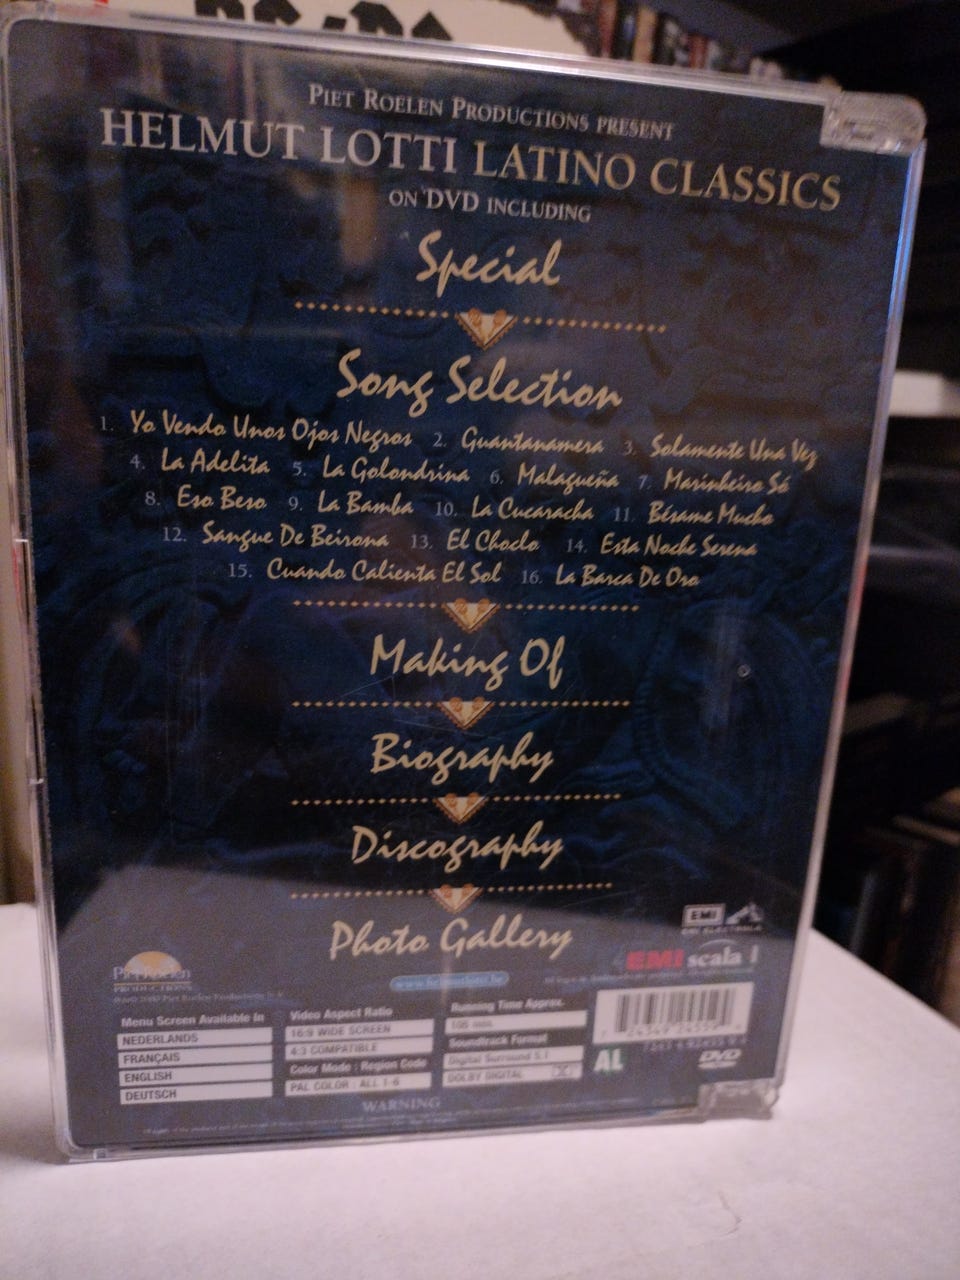 PIET ROELEN PRODUCTIONS PRESENT
HELMUT LOTTI LATINO CLASSICS
ON DVD INCLUDING
Special
Song Selection
1. Yo Vendo Unos Ojos Negros 2. Guantanamera 3. Solamente Una Vez
4. La Adelita 5. La Golondrina 6. Malagueña 7. Marinheiro Só
8. Eso Beso 9. La Bamba 10. La Cucaracha 11. Bésame Mucho
12. Sangue De Beirona 13. El Choclo 14. Esta Noche Serena
15. Cuando Calienta El Sol 16. La Barca De Oro
Making Of
Biography
Discography
Photo Gallery
EMI
EMI ELECTROLA
EMI scala
Piet Roelen
PRODUCTIONS
Menu Screen Available In
NEDERLANDS
FRANÇAIS
ENGLISH
DEUTSCH
Video Aspect Ratio
16:9 WIDE SCREEN
4:3 COMPATIBLE
Color Mode : Region Code
PAL COLOR : ALL 1-6
Running Time Approx.
Soundtrack Format
Digital Surround 5.1
DOLBY DIGITAL
AL
DVD
WARNING